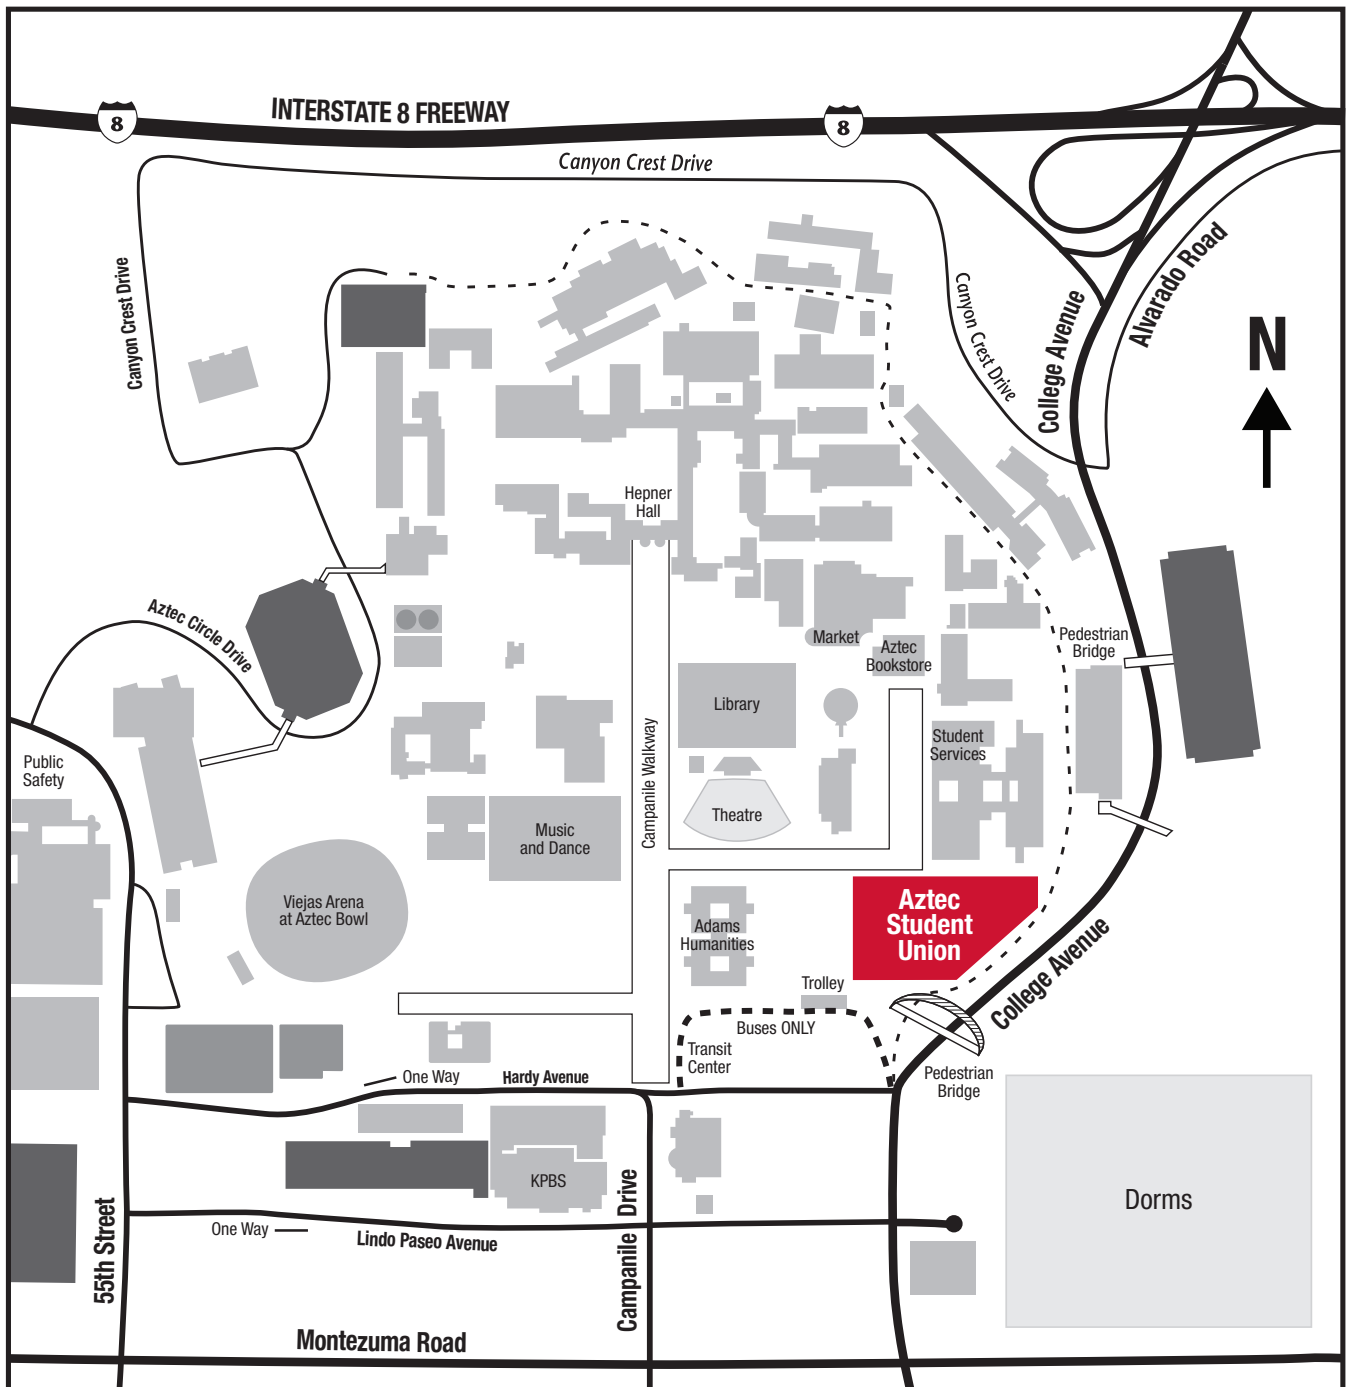 INTERSTATE 8 FREEWAY
8
8
Canyon Crest Drive
Canyon Crest Drive
Canyon Crest Drive
College Avenue
Alvarado Road
N
Hepner
Hall
Aztec Circle Drive
Market
Aztec
Bookstore
Pedestrian
Bridge
Library
Campanile Walkway
Student
Services
Public
Safety
Theatre
Music
and Dance
Viejas Arena
at Aztec Bowl
Adams
Humanities
Aztec
Student
Union
College Avenue
Trolley
Buses ONLY
Transit
Center
Pedestrian
Bridge
One Way
Hardy Avenue
KPBS
Dorms
55th Street
One Way
Lindo Paseo Avenue
Campanile Drive
Montezuma Road